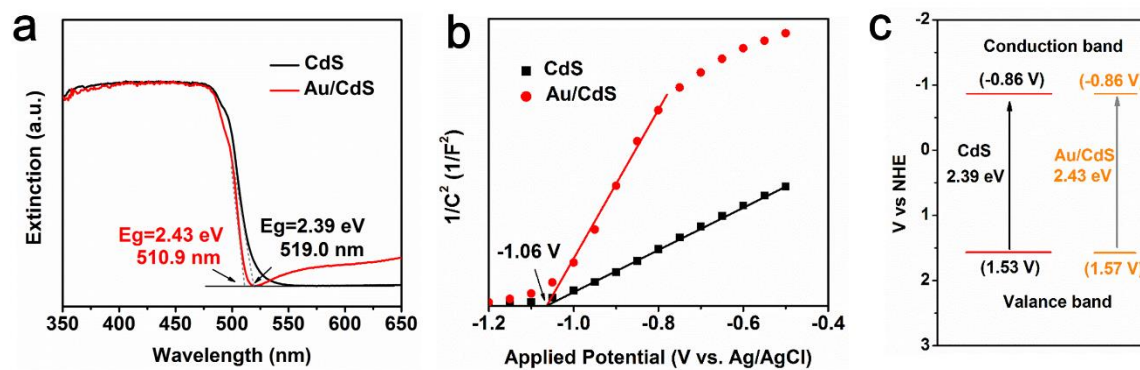 a
CdS
Au/CdS
Eg=2.43 eV
510.9 nm
Eg=2.39 eV
519.0 nm
Extinction (a.u.)
350 400 450 500 550 600 650
Wavelength (nm)
b
CdS
Au/CdS
-1.06 V
1/C² (1/F²)
-1.2 -1.0 -0.8 -0.6 -0.4
Applied Potential (V vs. Ag/AgCl)
c
V vs NHE
-2
-1
0
1
2
3
Conduction band
(-0.86 V) (-0.86 V)
CdS
2.39 eV
Au/CdS
2.43 eV
(1.53 V) (1.57 V)
Valance band